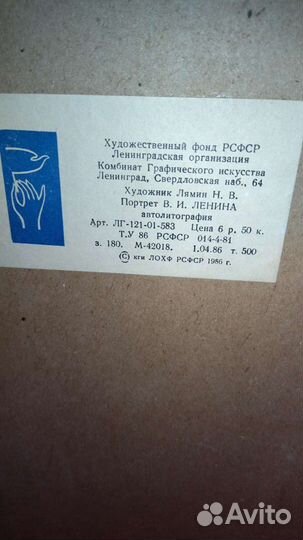 Художественный фонд РСФСР
Ленинградская организация
Комбинат Графического искусства
Ленинград, Свердловская наб., 64
Художник Лямин Н. В.
Портрет В. И. ЛЕНИНА
автолитография
Арт. ЛГ-121-01-583 Цена 6 р. 50 к.
Т.У 86 РСФСР 014-4-81
з. 180. М-42018. 1.04.86 т. 500
© кги ЛОХФ РСФСР 1986 г.
Avito